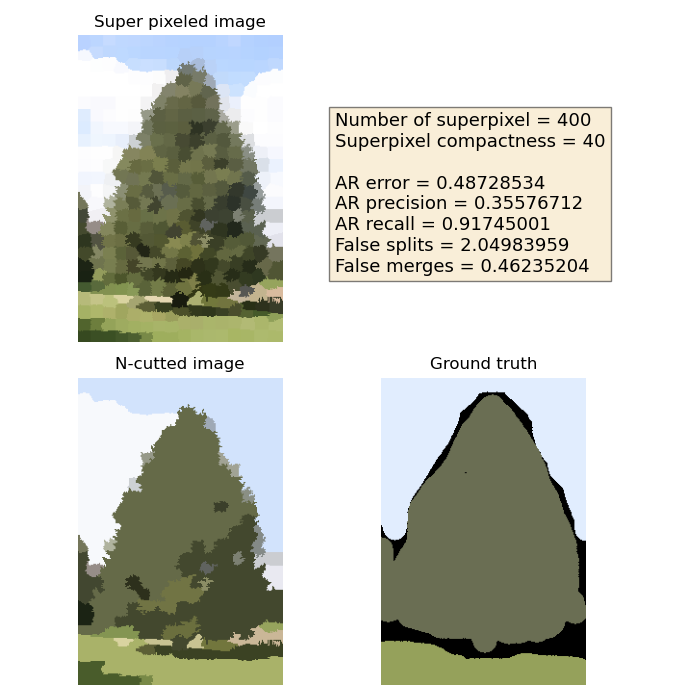 Super pixeled image
Number of superpixel = 400
Superpixel compactness = 40
AR error = 0.48728534
AR precision = 0.35576712
AR recall = 0.91745001
False splits = 2.04983959
False merges = 0.46235204
N-cutted image
Ground truth